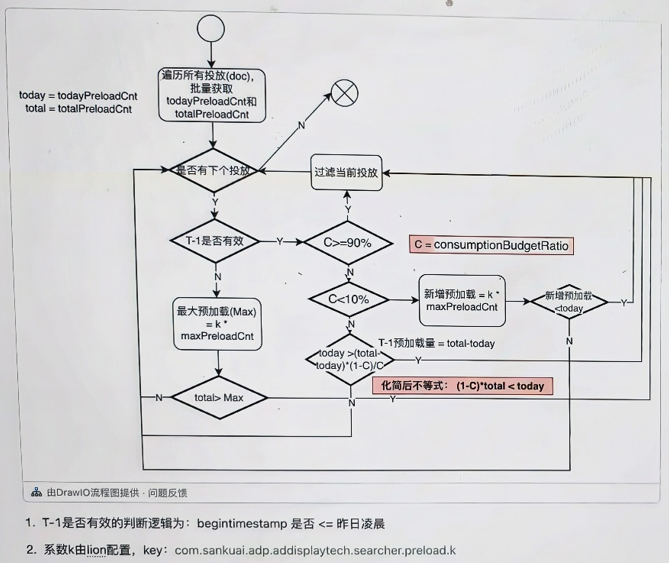 遍历所有投放(doc),
批量获取
todayPreloadCnt和
totalPreloadCnt
today = todayPreloadCnt
total = totalPreloadCnt
N
是否有下个投放
过滤当前投放
Y
Y
T-1是否有效
Y
C>=90%
C = consumptionBudgetRatio
N
N
最大预加载(Max)
= k *
maxPreloadCnt
C<10%
新增预加载 = k *
maxPreloadCnt
新增预加载
<today
Y
N
N
T-1预加载量 = total-today
today >(total-
today)*(1-C)/C
Y
化简后不等式： (1-C)*total < today
N
total> Max
N
Y
由DrawIO流程图提供 · 问题反馈
1. T-1是否有效的判断逻辑为：begintimestamp 是否 <= 昨日凌晨
2. 系数k由lion配置，key：com.sankuai.adp.addisplaytech.searcher.preload.k